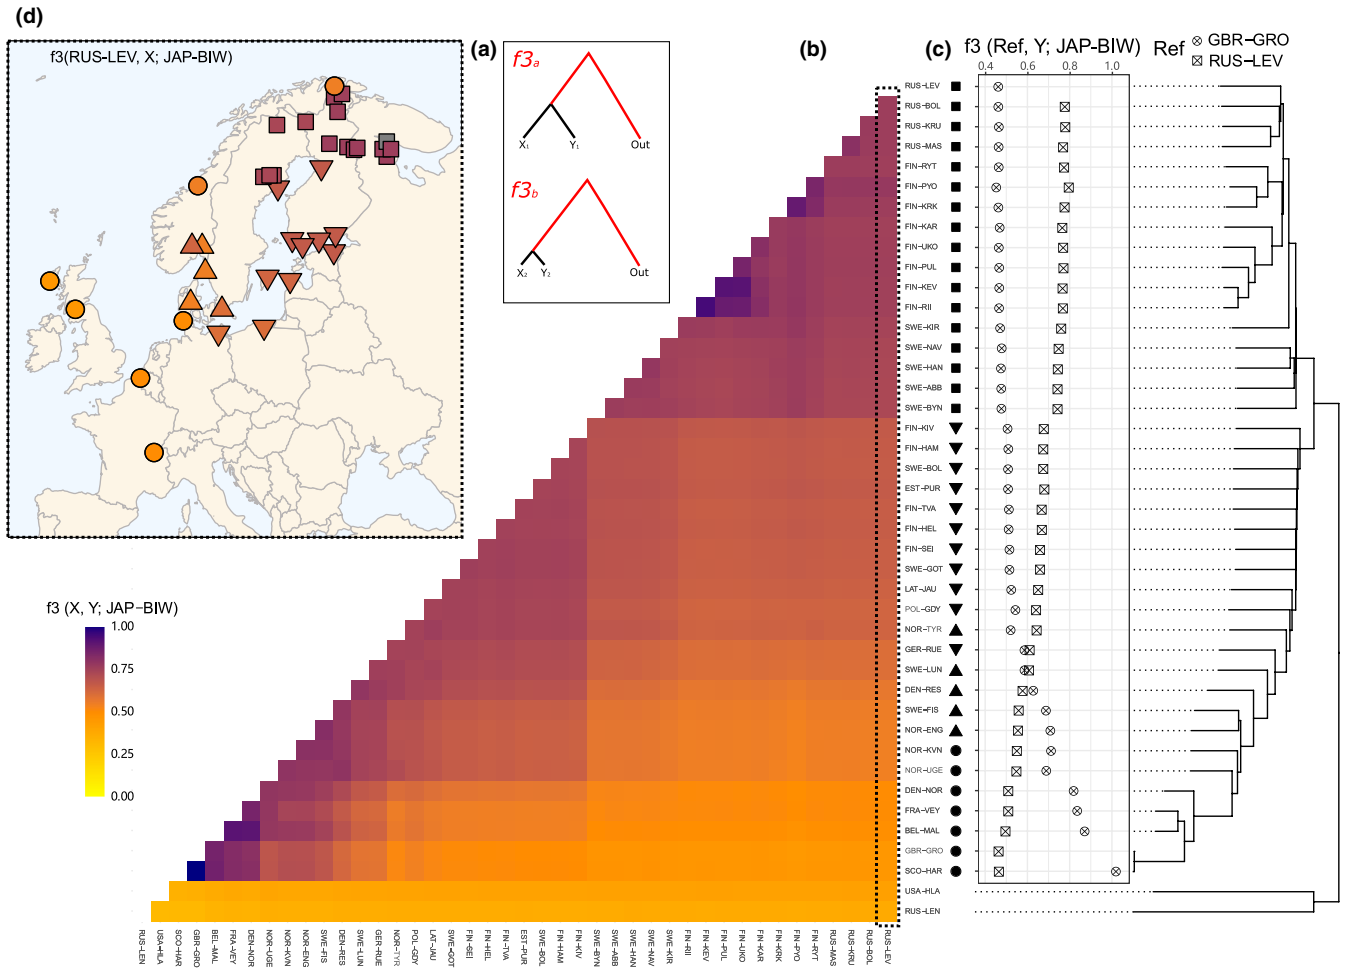 (d)
f3(RUS-LEV, X; JAP-BIW)
(a)
f3a
X1
Y1
Out
f3b
X2
Y2
Out
(b)
(c)
f3 (Ref, Y; JAP-BIW)
Ref
GBR-GRO
RUS-LEV
0.4
0.6
0.8
1.0
RUS-LEV
RUS-BOL
RUS-KRU
RUS-MAS
FIN-RYT
FIN-PYO
FIN-KRK
FIN-KAR
FIN-UKO
FIN-PUL
FIN-KEV
FIN-RII
SWE-KIR
SWE-NAV
SWE-HAN
SWE-ABB
SWE-BYN
FIN-KIV
FIN-HAM
SWE-BOL
EST-PUR
FIN-TVA
FIN-HEL
FIN-SEI
SWE-GOT
LAT-JAU
POL-GDY
NOR-TYR
GER-RUE
SWE-LUN
DEN-RES
SWE-FIS
NOR-ENG
NOR-KVN
NOR-UGE
DEN-NOR
FRA-VEY
BEL-MAL
GBR-GRO
SCO-HAR
USA-HLA
RUS-LEN
f3 (X, Y; JAP-BIW)
1.00
0.75
0.50
0.25
0.00
RUS-LEN
USA-HLA
SCO-HAR
GBR-GRO
BEL-MAL
FRA-VEY
DEN-NOR
NOR-UGE
NOR-KVN
NOR-ENG
SWE-FIS
DEN-RES
SWE-LUN
GER-RUE
NOR-TYR
POL-GDY
LAT-JAU
SWE-GOT
FIN-SEI
FIN-HEL
FIN-TVA
EST-PUR
SWE-BOL
FIN-HAM
FIN-KIV
SWE-BYN
SWE-ABB
SWE-HAN
SWE-NAV
SWE-KIR
FIN-RII
FIN-KEV
FIN-PUL
FIN-UKO
FIN-KAR
FIN-KRK
FIN-PYO
FIN-RYT
RUS-MAS
RUS-KRU
RUS-BOL
RUS-LEV